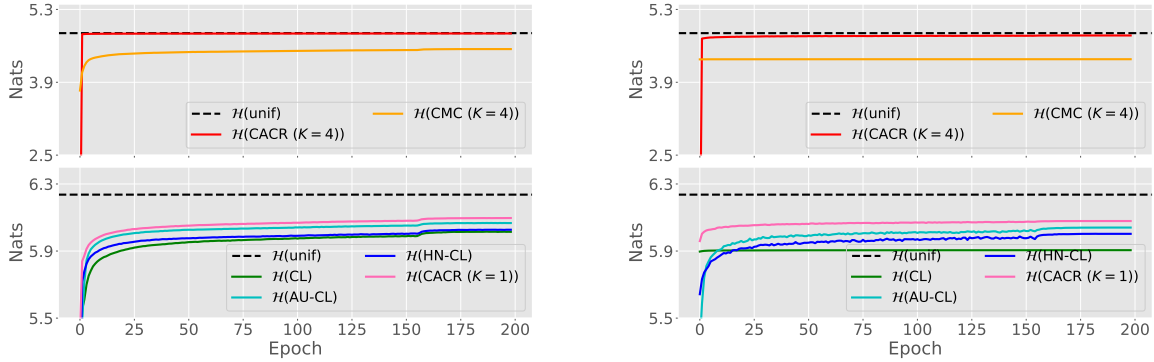 5.3
3.9
2.5
Nats
ℋ(unif)
ℋ(CACR (K = 4))
ℋ(CMC (K = 4))
6.3
5.9
5.5
Nats
ℋ(unif)
ℋ(CL)
ℋ(AU-CL)
ℋ(HN-CL)
ℋ(CACR (K = 1))
0 25 50 75 100 125 150 175 200
Epoch
5.3
3.9
2.5
Nats
ℋ(unif)
ℋ(CACR (K = 4))
ℋ(CMC (K = 4))
6.3
5.9
5.5
Nats
ℋ(unif)
ℋ(CL)
ℋ(AU-CL)
ℋ(HN-CL)
ℋ(CACR (K = 1))
0 25 50 75 100 125 150 175 200
Epoch